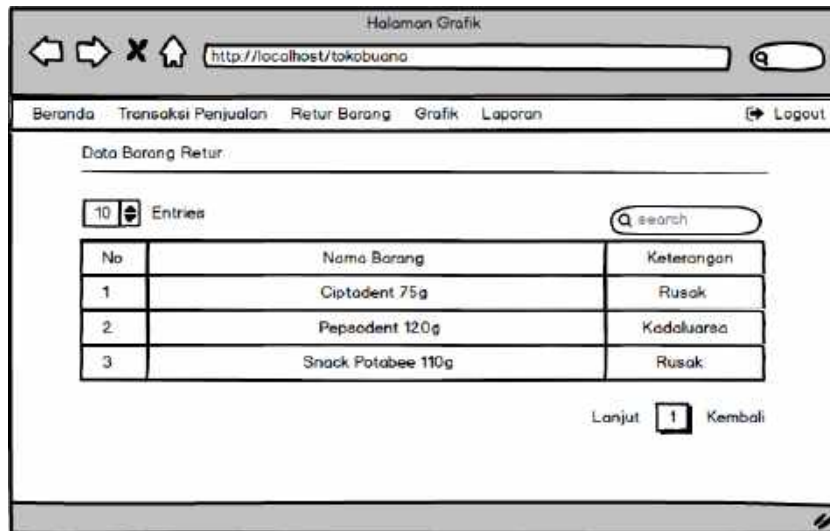 Halaman Grafik
http://localhost/tokobuana
Beranda Transaksi Penjualan Retur Barang Grafik Laporan Logout
Data Barang Retur
10 Entries search
No Nama Barang Keterangan
1 Ciptadent 75g Rusak
2 Pepsodent 120g Kadaluarsa
3 Snack Potabee 110g Rusak
Lanjut 1 Kembali